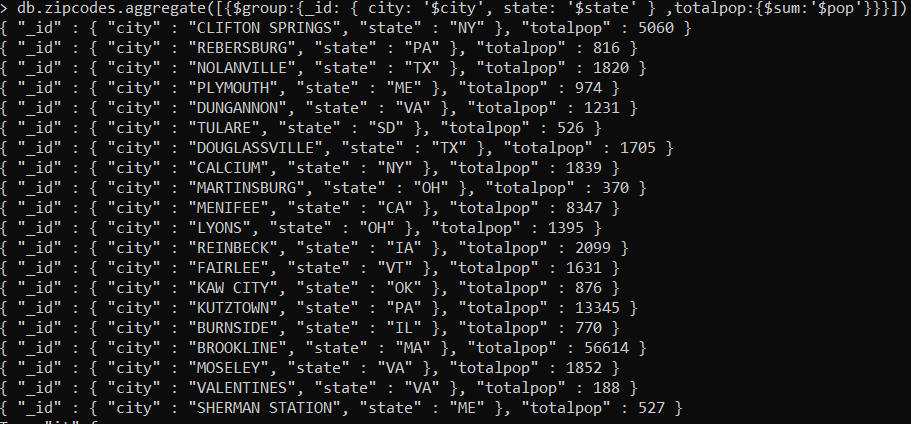 > db.zipcodes.aggregate([{$group:{_id: { city: '$city', state: '$state' } ,totalpop:{$sum:'$pop'}}}])
{ "_id" : { "city" : "CLIFTON SPRINGS", "state" : "NY" }, "totalpop" : 5060 }
{ "_id" : { "city" : "REBERSBURG", "state" : "PA" }, "totalpop" : 816 }
{ "_id" : { "city" : "NOLANVILLE", "state" : "TX" }, "totalpop" : 1820 }
{ "_id" : { "city" : "PLYMOUTH", "state" : "ME" }, "totalpop" : 974 }
{ "_id" : { "city" : "DUNGANNON", "state" : "VA" }, "totalpop" : 1231 }
{ "_id" : { "city" : "TULARE", "state" : "SD" }, "totalpop" : 526 }
{ "_id" : { "city" : "DOUGLASSVILLE", "state" : "TX" }, "totalpop" : 1705 }
{ "_id" : { "city" : "CALCIUM", "state" : "NY" }, "totalpop" : 1839 }
{ "_id" : { "city" : "MARTINSBURG", "state" : "OH" }, "totalpop" : 370 }
{ "_id" : { "city" : "MENIFEE", "state" : "CA" }, "totalpop" : 8347 }
{ "_id" : { "city" : "LYONS", "state" : "OH" }, "totalpop" : 1395 }
{ "_id" : { "city" : "REINBECK", "state" : "IA" }, "totalpop" : 2099 }
{ "_id" : { "city" : "FAIRLEE", "state" : "VT" }, "totalpop" : 1631 }
{ "_id" : { "city" : "KAW CITY", "state" : "OK" }, "totalpop" : 876 }
{ "_id" : { "city" : "KUTZTOWN", "state" : "PA" }, "totalpop" : 13345 }
{ "_id" : { "city" : "BURNSIDE", "state" : "IL" }, "totalpop" : 770 }
{ "_id" : { "city" : "BROOKLINE", "state" : "MA" }, "totalpop" : 56614 }
{ "_id" : { "city" : "MOSELEY", "state" : "VA" }, "totalpop" : 1852 }
{ "_id" : { "city" : "VALENTINES", "state" : "VA" }, "totalpop" : 188 }
{ "_id" : { "city" : "SHERMAN STATION", "state" : "ME" }, "totalpop" : 527 }